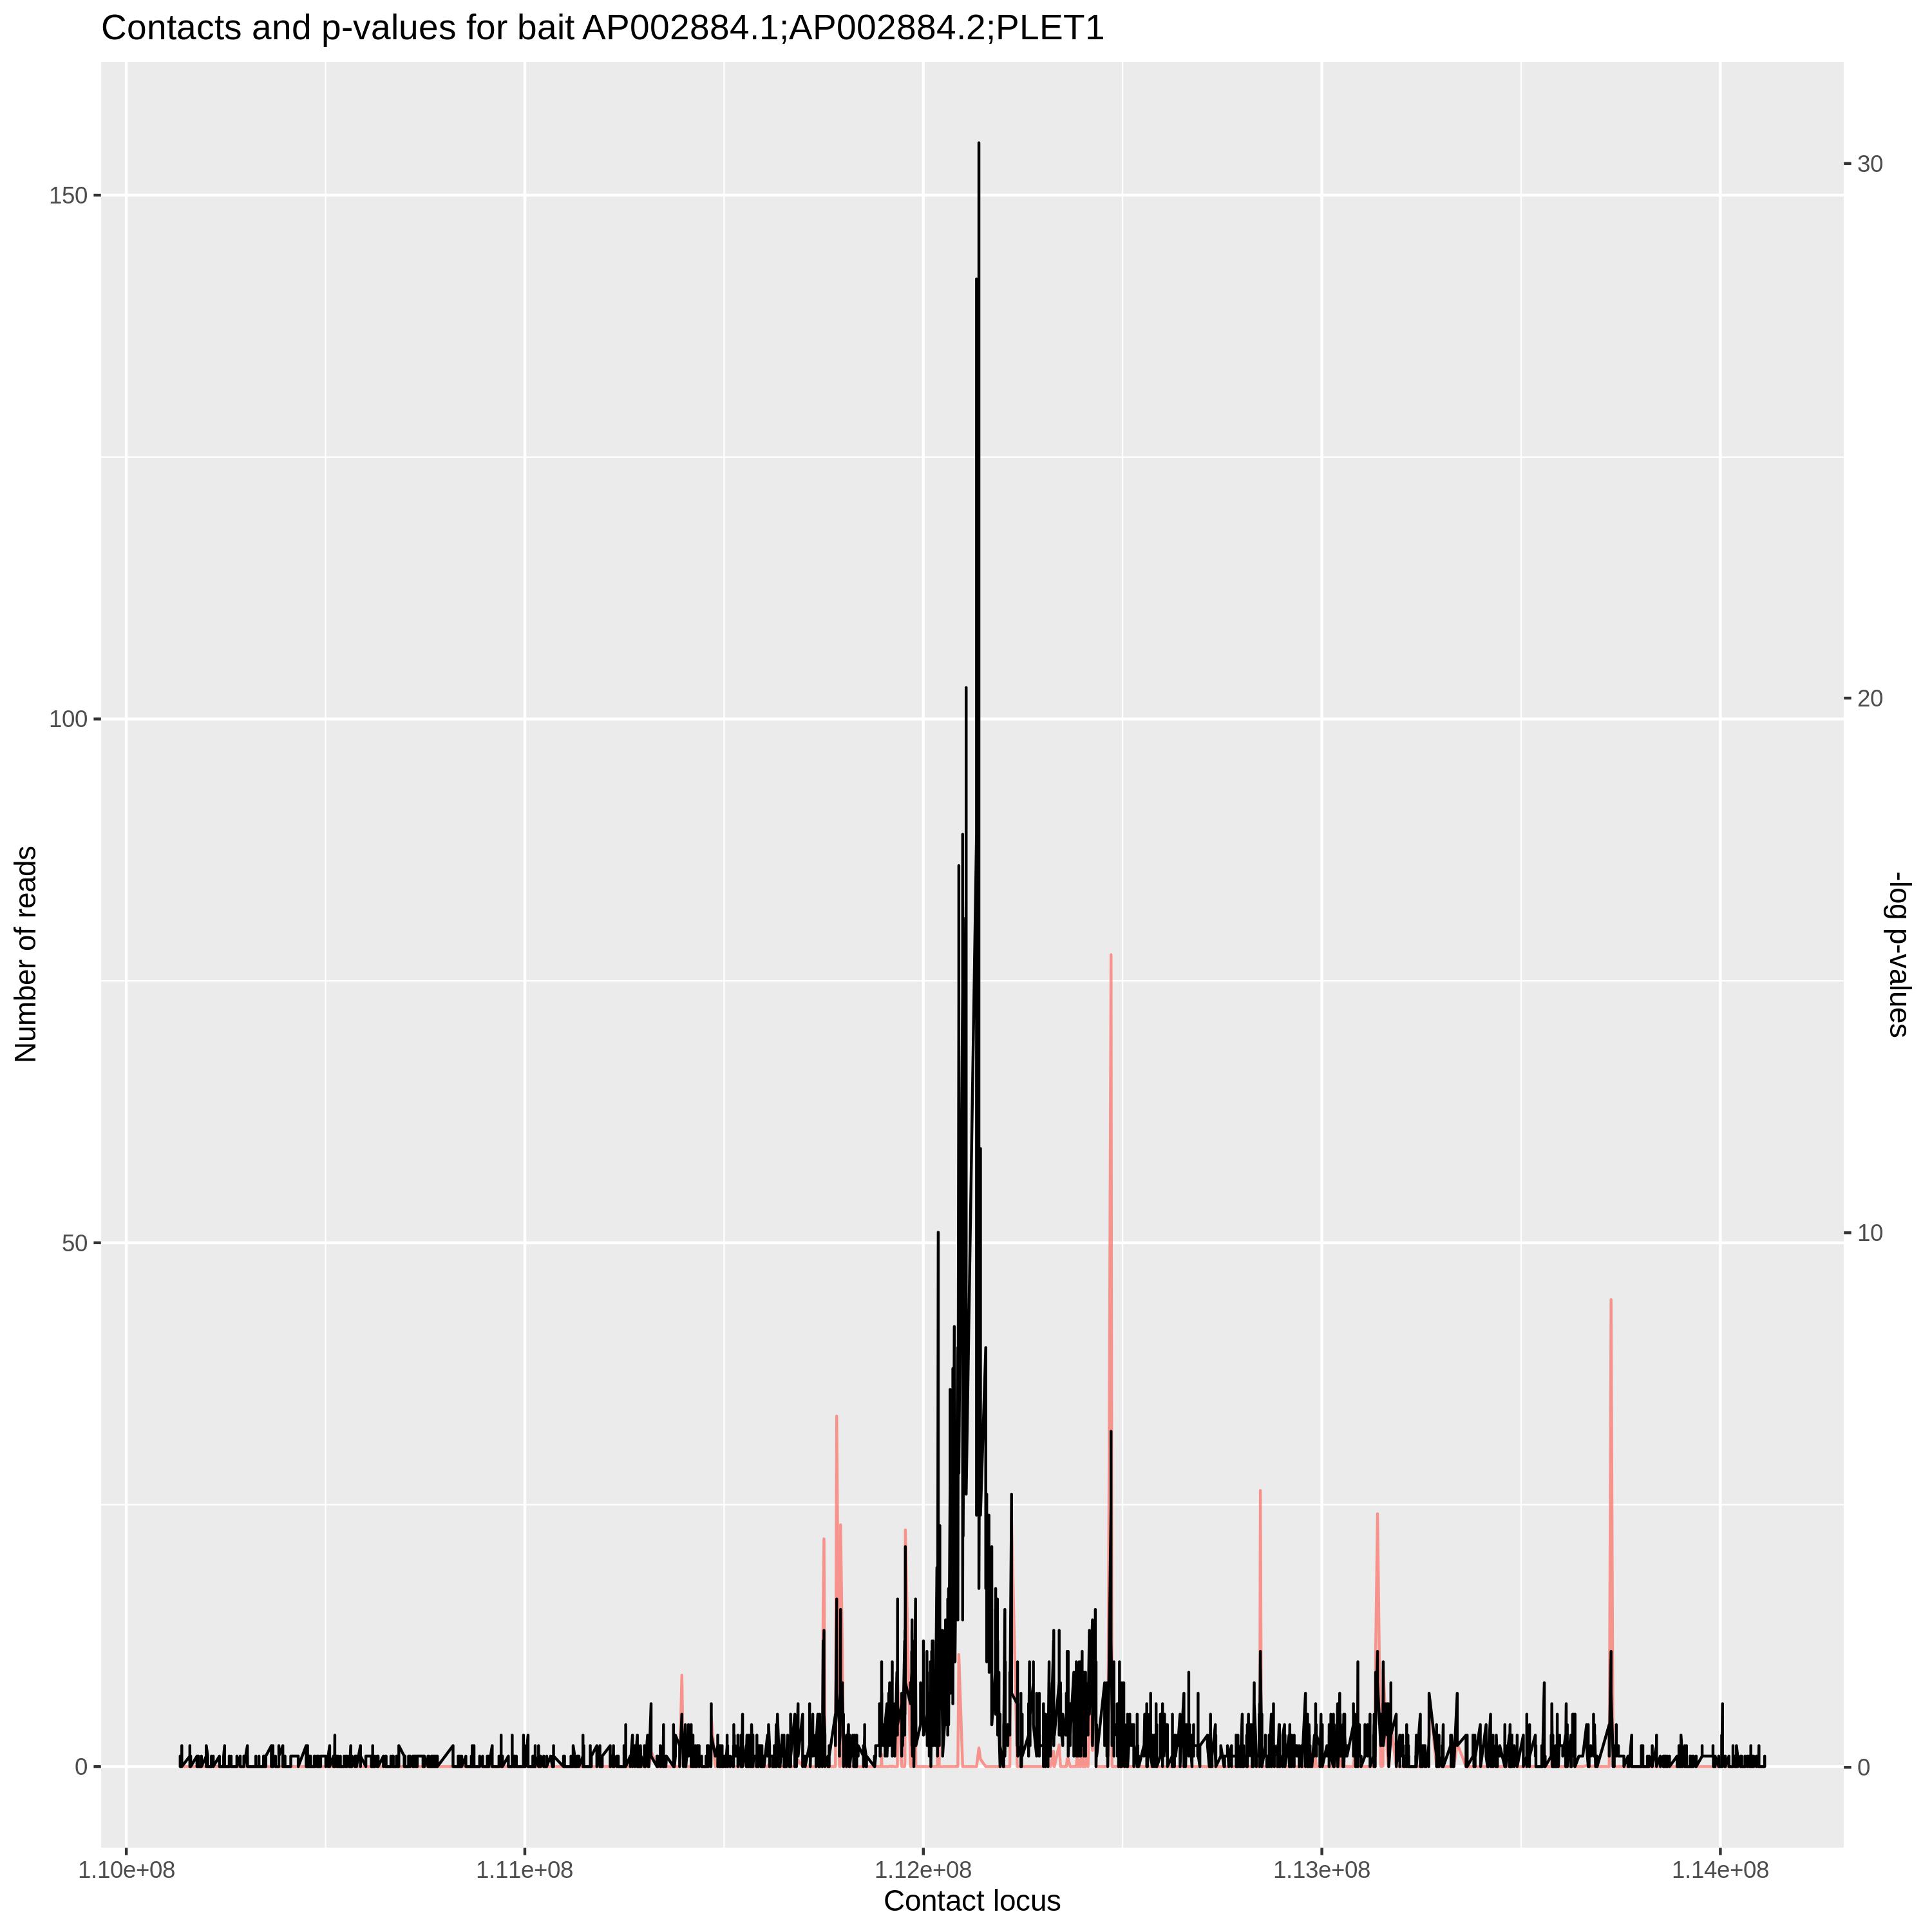 Contacts and p-values for bait AP002884.1;AP002884.2;PLET1
150
100
50
0
Number of reads
30
20
10
0
-log p-values
1.10e+08
1.11e+08
1.12e+08
1.13e+08
1.14e+08
Contact locus